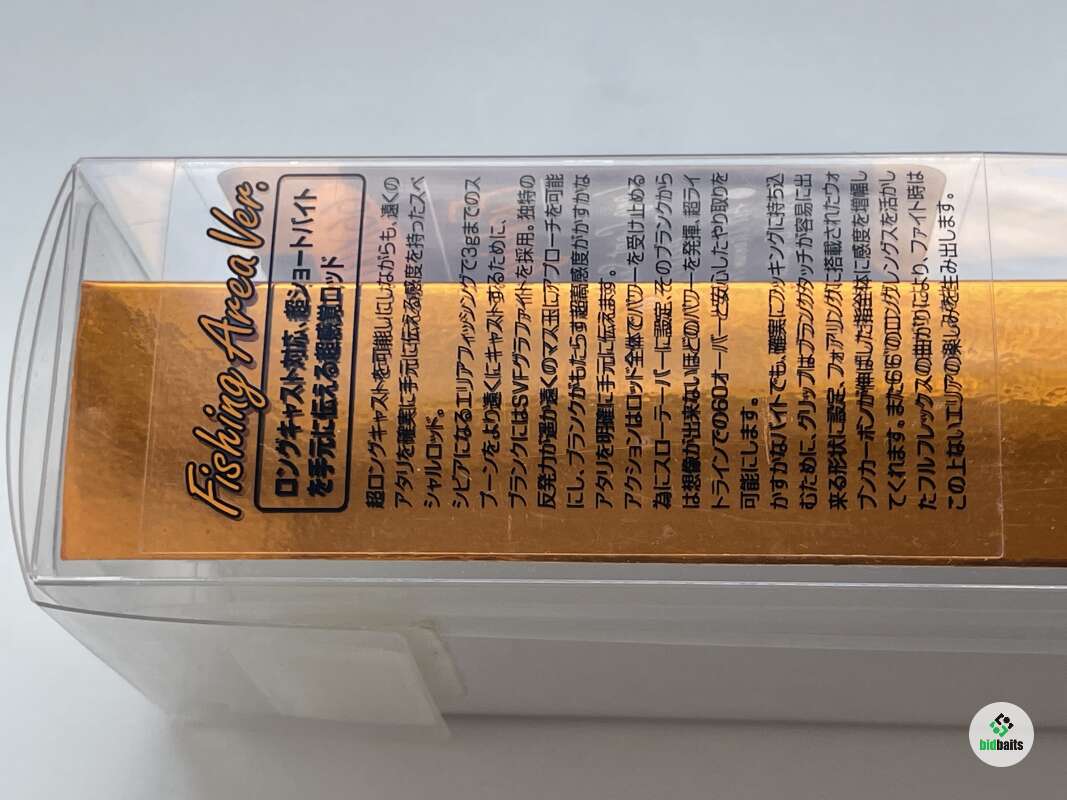 Fishing Area Ver.
ロングキャスト対応、超ショートバイト
を手元に伝える超感度ロッド
超ロングキャストを可能にしながらも、遠くの
アタリを確実に手元に伝える感度を持ったスペ
シャルロッド。
シビアになるエリアフィッシングで3gまでのス
プーンをより遠くにキャストするために、
ブランクにはSVFグラファイトを採用。独特の
反発力が遥か遠くのマス玉にアプローチを可能
にし、ブランクがもたらす超高感度がかすかな
アタリを明確に手元に伝えます。
アクションはロッド全体でパワーを受け止める
為にスローテーパーに設定、そのブランクから
は想像が出来ないほどのパワーを発揮、超ライ
トラインでの60オーバーと安心したやり取りを
可能にします。
かすかなバイトでも、確実にフッキングに持ち込
むために、グリップはブランクタッチが容易に出
来る形状に設定、フォアリングに搭載されたウォ
ブンカーボンが伸ばした指全体に感度を増幅し
てくれます。また6'6"のロングレングスを活かし
たフルフレックスの曲がりにより、ファイト時は
この上ないエリアの楽しみを生み出します。
bidbaits